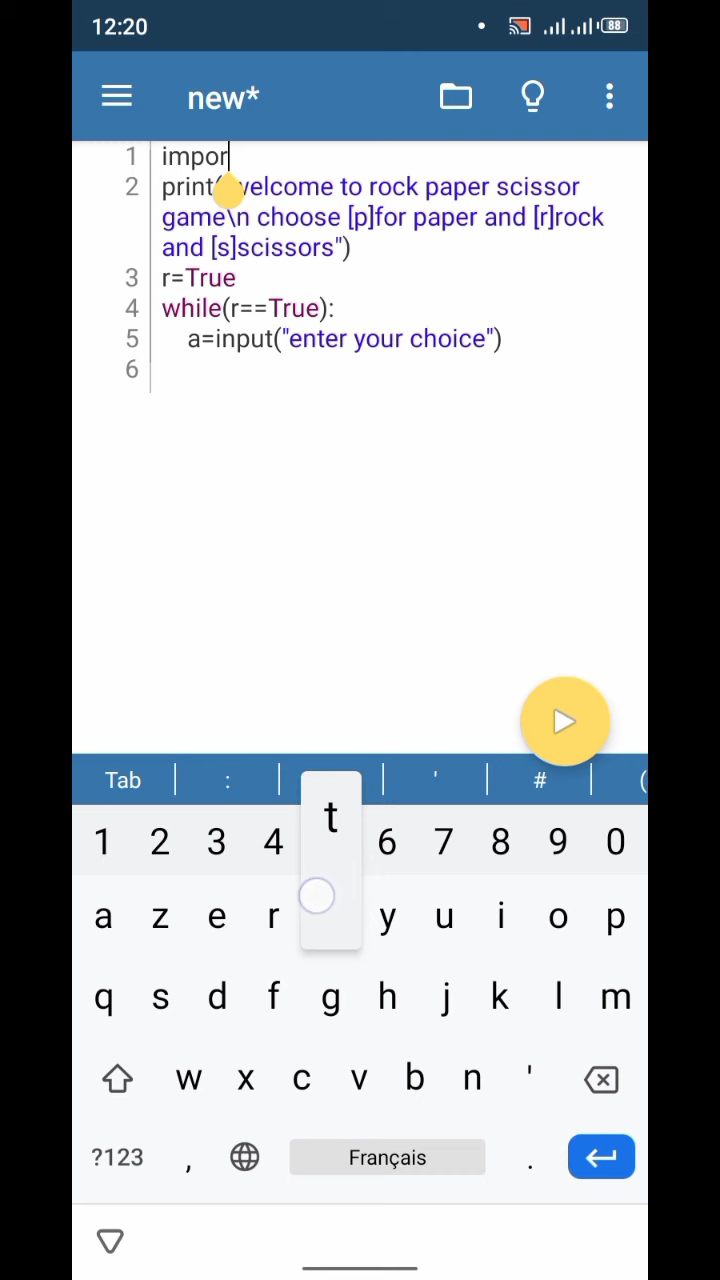 12:20
88
new*
1 impor
2 print( welcome to rock paper scissor
game\n choose [p]for paper and [r]rock
and [s]scissors")
3 r=True
4 while(r==True):
5 a=input("enter your choice")
6
Tab : ' # (
t
1 2 3 4 6 7 8 9 0
a z e r y u i o p
q s d f g h j k l m
w x c v b n '
?123 , Français .